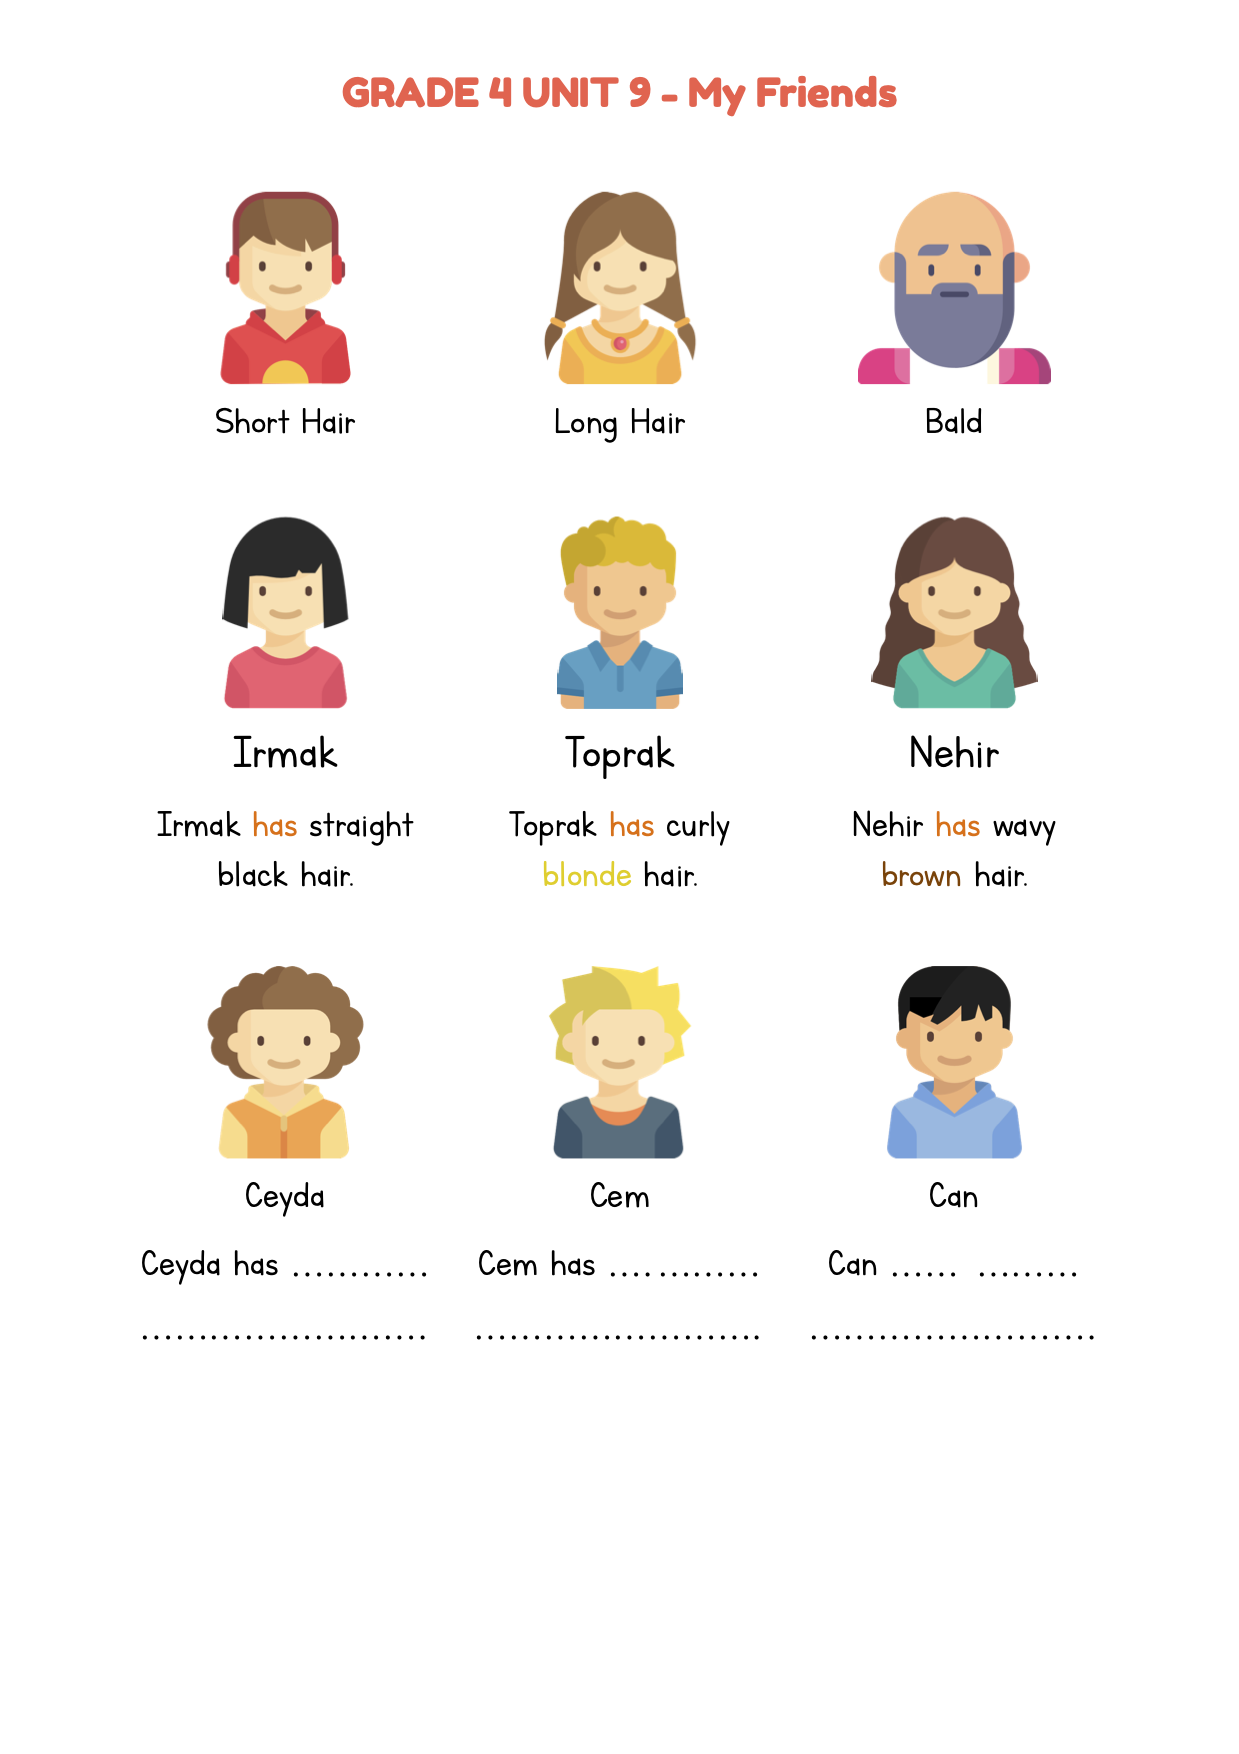 GRADE 4 UNIT 9 - My Friends
Short Hair
Long Hair
Bald
Irmak
Toprak
Nehir
Irmak has straight
black hair.
Toprak has curly
blonde hair.
Nehir has wavy
brown hair.
Ceyda
Cem
Can
Ceyda has ............
.........................
Cem has .............
.........................
Can ...... .........
.........................